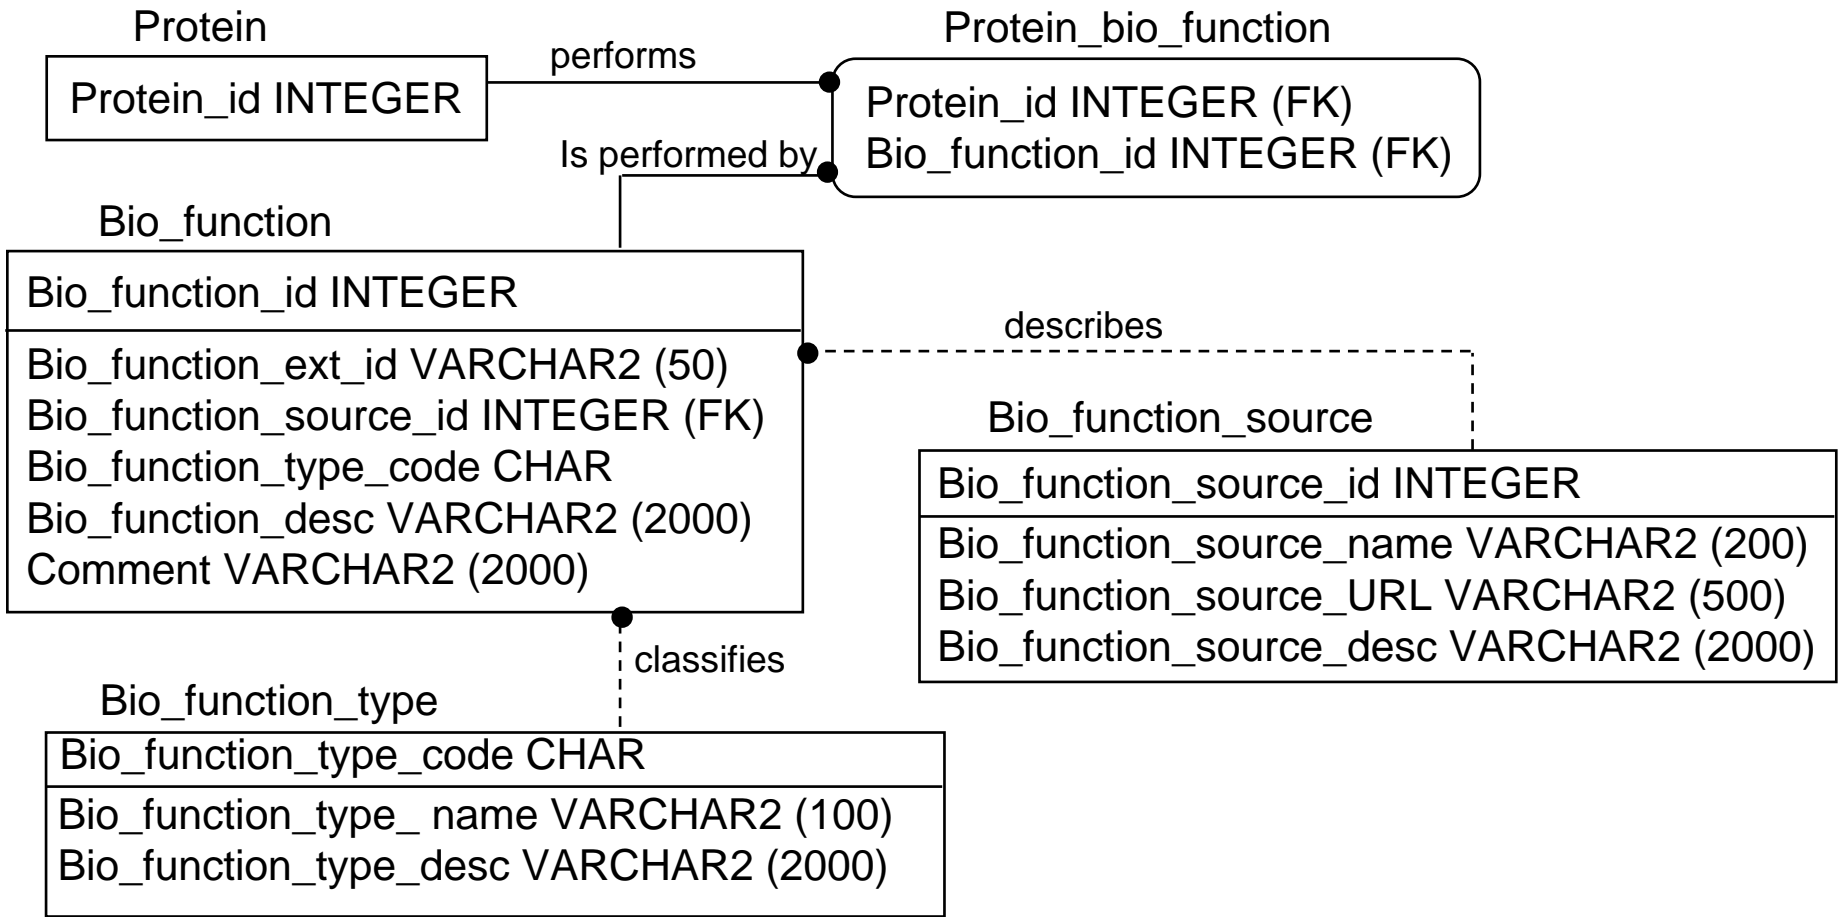 Protein
Protein_id INTEGER
performs
Protein_bio_function
Protein_id INTEGER (FK)
Bio_function_id INTEGER (FK)
Is performed by
Bio_function
Bio_function_id INTEGER
Bio_function_ext_id VARCHAR2 (50)
Bio_function_source_id INTEGER (FK)
Bio_function_type_code CHAR
Bio_function_desc VARCHAR2 (2000)
Comment VARCHAR2 (2000)
describes
Bio_function_source
Bio_function_source_id INTEGER
Bio_function_source_name VARCHAR2 (200)
Bio_function_source_URL VARCHAR2 (500)
Bio_function_source_desc VARCHAR2 (2000)
classifies
Bio_function_type
Bio_function_type_code CHAR
Bio_function_type_ name VARCHAR2 (100)
Bio_function_type_desc VARCHAR2 (2000)